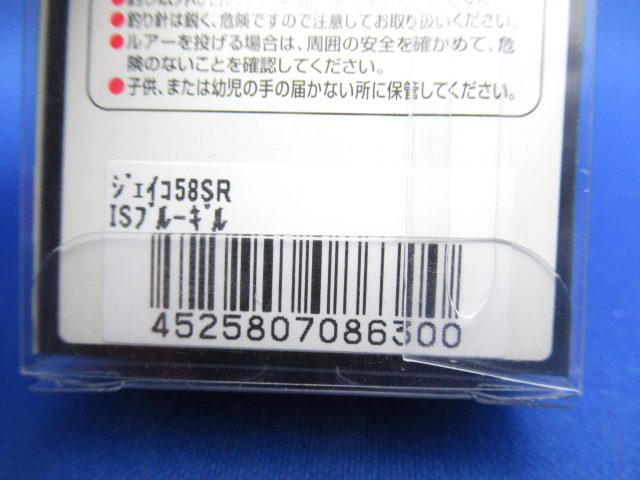 ●釣り針は鋭く、危険ですので注意してお取り扱いください。
●ルアーを投げる場合は、周囲の安全を確かめて、危
険のないことを確認してください。
●子供、または幼児の手の届かない所に保管してください。
ｼﾞｪｲｺ58SR
ISﾌﾞﾙｰｷﾞﾙ
4525807086300